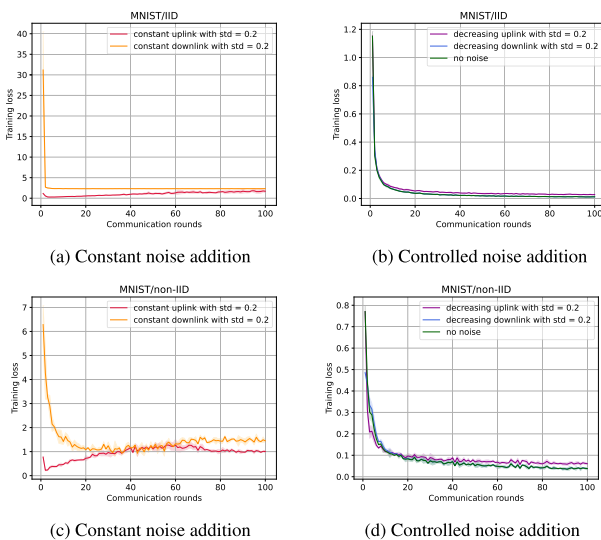 MNIST/IID
constant uplink with std = 0.2
constant downlink with std = 0.2
Training loss
40
35
30
25
20
15
10
5
0
0 20 40 60 80 100
Communication rounds
(a) Constant noise addition
MNIST/IID
decreasing uplink with std = 0.2
decreasing downlink with std = 0.2
no noise
Training loss
1.2
1.0
0.8
0.6
0.4
0.2
0.0
0 20 40 60 80 100
Communication rounds
(b) Controlled noise addition
MNIST/non-IID
constant uplink with std = 0.2
constant downlink with std = 0.2
Training loss
7
6
5
4
3
2
1
0
0 20 40 60 80 100
Communication rounds
(c) Constant noise addition
MNIST/non-IID
decreasing uplink with std = 0.2
decreasing downlink with std = 0.2
no noise
Training loss
0.8
0.7
0.6
0.5
0.4
0.3
0.2
0.1
0.0
0 20 40 60 80 100
Communication rounds
(d) Controlled noise addition